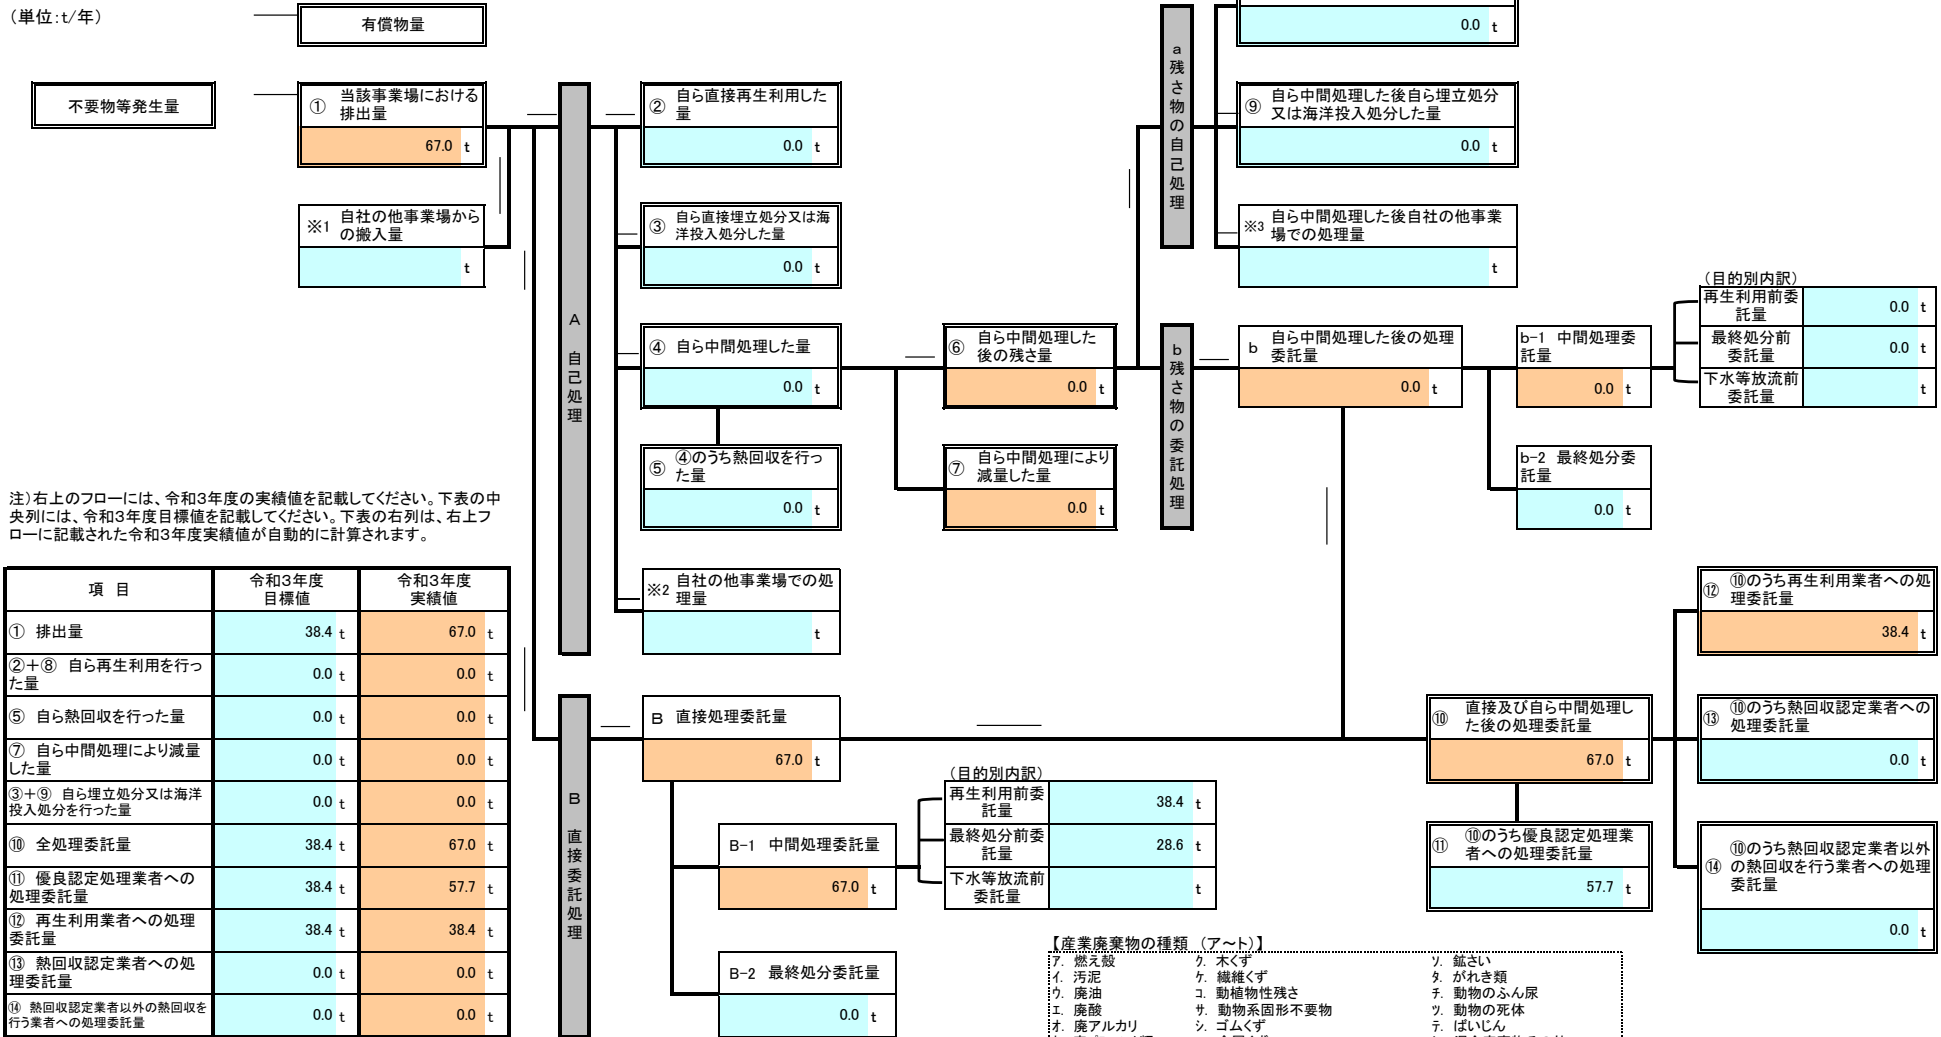 （単位：t/年）
有償物量
0.0 t
不要物等発生量
① 当該事業場における
排出量
67.0 t
※1 自社の他事業場から
の搬入量
t
A 自己処理
② 自ら直接再生利用した
量
0.0 t
③ 自ら直接埋立処分又は海
洋投入処分した量
0.0 t
④ 自ら中間処理した量
0.0 t
⑤ ④のうち熱回収を行っ
た量
0.0 t
※2 自社の他事業場での処
理量
t
⑥ 自ら中間処理した
後の残さ量
0.0 t
⑦ 自ら中間処理により
減量した量
0.0 t
a 残さ物の自己処理
⑨ 自ら中間処理した後自ら埋立処分
又は海洋投入処分した量
0.0 t
※3 自ら中間処理した後自社の他事業
場での処理量
t
b 残さ物の委託処理
b 自ら中間処理した後の処理
委託量
0.0 t
b-1 中間処理委
託量
0.0 t
b-2 最終処分委
託量
0.0 t
（目的別内訳）
再生利用前委
託量
0.0 t
最終処分前
委託量
0.0 t
下水等放流前
委託量
t
注）右上のフローには、令和3年度の実績値を記載してください。下表の中
央列には、令和3年度目標値を記載してください。下表の右列は、右上フ
ローに記載された令和3年度実績値が自動的に計算されます。
項 目 令和3年度
目標値 令和3年度
実績値
① 排出量 38.4 t 67.0 t
②＋⑧ 自ら再生利用を行っ
た量 0.0 t 0.0 t
⑤ 自ら熱回収を行った量 0.0 t 0.0 t
⑦ 自ら中間処理により減量
した量 0.0 t 0.0 t
③＋⑨ 自ら埋立処分又は海洋
投入処分を行った量 0.0 t 0.0 t
⑩ 全処理委託量 38.4 t 67.0 t
⑪ 優良認定処理業者への
処理委託量 38.4 t 57.7 t
⑫ 再生利用業者への処理
委託量 38.4 t 38.4 t
⑬ 熱回収認定業者への処
理委託量 0.0 t 0.0 t
⑭ 熱回収認定業者以外の熱回収を
行う業者への処理委託量 0.0 t 0.0 t
B 直接委託処理
B 直接処理委託量
67.0 t
B-1 中間処理委託量
67.0 t
B-2 最終処分委託量
0.0 t
（目的別内訳）
再生利用前委
託量
38.4 t
最終処分前委
託量
28.6 t
下水等放流前
委託量
t
⑩ 直接及び自ら中間処理し
た後の処理委託量
67.0 t
⑪ ⑩のうち優良認定処理業
者への処理委託量
57.7 t
⑫ ⑩のうち再生利用業者への処
理委託量
38.4 t
⑬ ⑩のうち熱回収認定業者への
処理委託量
0.0 t
⑭ ⑩のうち熱回収認定業者以外
の熱回収を行う業者への処理
委託量
0.0 t
【産業廃棄物の種類 （ア～ト）】
ア. 燃え殻 ク. 木くず ソ. 鉱さい
イ. 汚泥 ケ. 繊維くず タ. がれき類
ウ. 廃油 コ. 動植物性残さ チ. 動物のふん尿
エ. 廃酸 サ. 動物系固形不要物 ツ. 動物の死体
オ. 廃アルカリ シ. ゴムくず テ. ばいじん